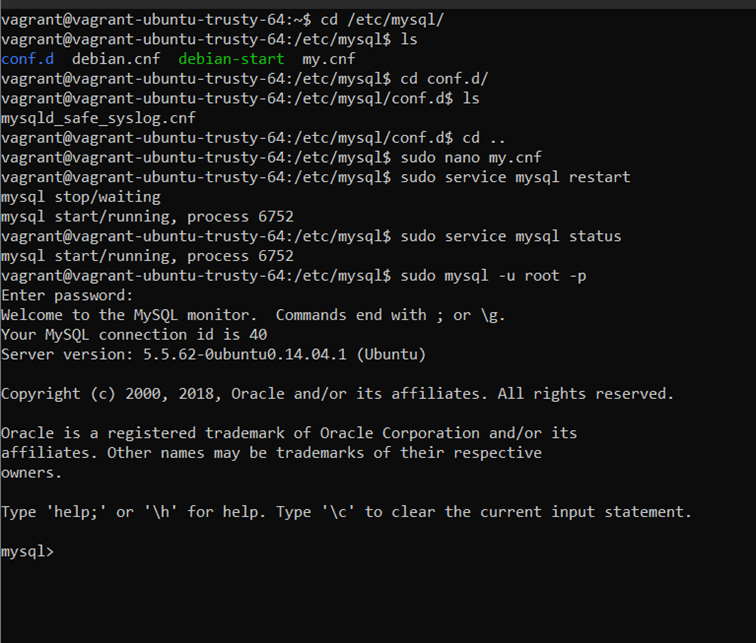 vagrant@vagrant-ubuntu-trusty-64:~$ cd /etc/mysql/
vagrant@vagrant-ubuntu-trusty-64:/etc/mysql$ ls
conf.d  debian.cnf  debian-start  my.cnf
vagrant@vagrant-ubuntu-trusty-64:/etc/mysql$ cd conf.d/
vagrant@vagrant-ubuntu-trusty-64:/etc/mysql/conf.d$ ls
mysqld_safe_syslog.cnf
vagrant@vagrant-ubuntu-trusty-64:/etc/mysql/conf.d$ cd ..
vagrant@vagrant-ubuntu-trusty-64:/etc/mysql$ sudo nano my.cnf
vagrant@vagrant-ubuntu-trusty-64:/etc/mysql$ sudo service mysql restart
mysql stop/waiting
mysql start/running, process 6752
vagrant@vagrant-ubuntu-trusty-64:/etc/mysql$ sudo service mysql status
mysql start/running, process 6752
vagrant@vagrant-ubuntu-trusty-64:/etc/mysql$ sudo mysql -u root -p
Enter password:
Welcome to the MySQL monitor.  Commands end with ; or \g.
Your MySQL connection id is 40
Server version: 5.5.62-0ubuntu0.14.04.1 (Ubuntu)

Copyright (c) 2000, 2018, Oracle and/or its affiliates. All rights reserved.

Oracle is a registered trademark of Oracle Corporation and/or its
affiliates. Other names may be trademarks of their respective
owners.

Type 'help;' or '\h' for help. Type '\c' to clear the current input statement.

mysql>